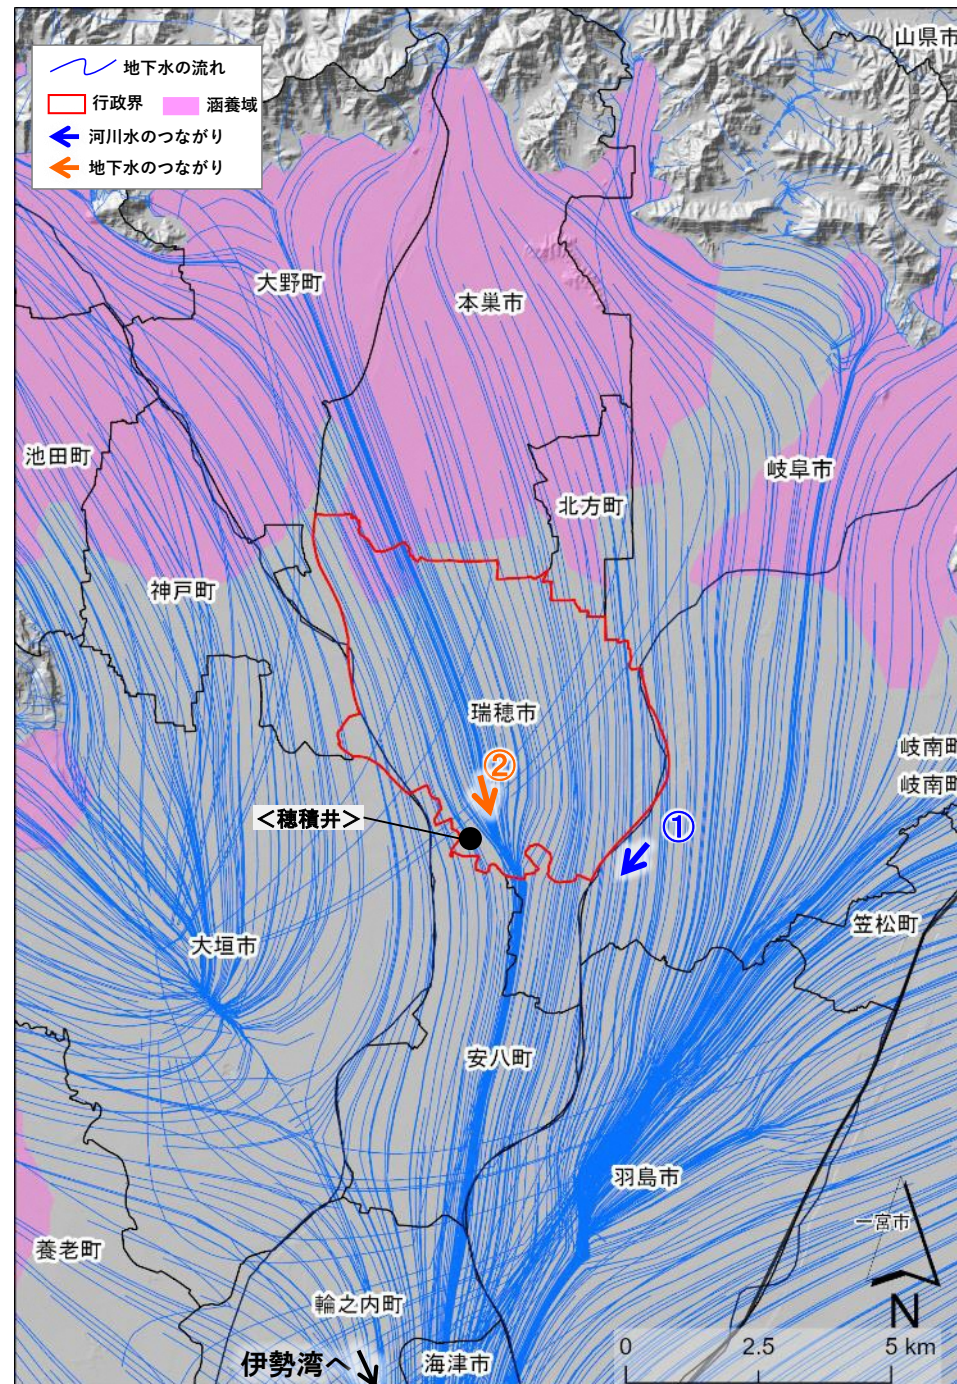 山県市
地下水の流れ
行政界
涵養域
河川水のつながり
地下水のつながり
大野町
本巣市
池田町
岐阜市
北方町
神戸町
瑞穂市
岐南町
②
岐南町
<穂積井>
①
笠松町
大垣市
安八町
羽島市
一宮市
養老町
輪之内町
N
0 2.5 5 km
伊勢湾へ
海津市